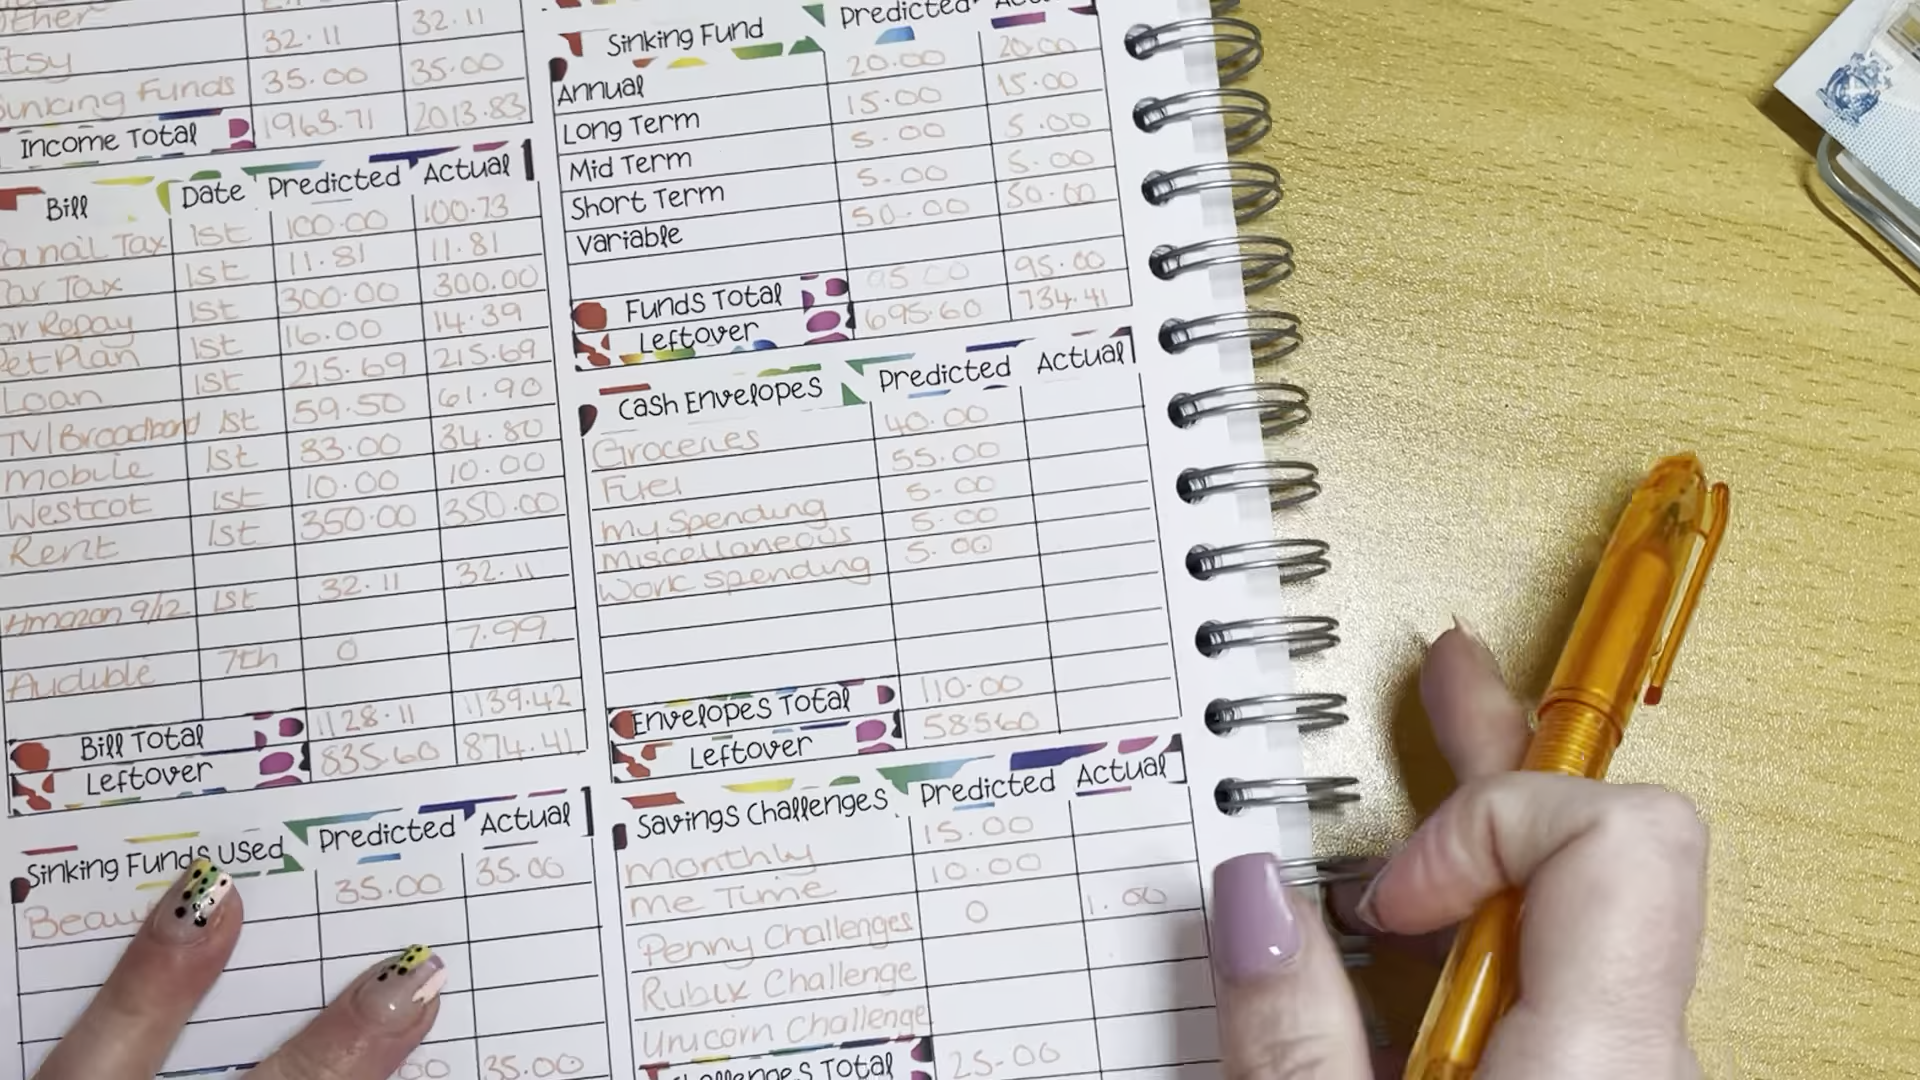 32.11 32.11
Sinking Funds 35.00 35.00
Income Total 1963.71 2013.83
Bill Date Predicted Actual
Tax 1st 100.00 100.73
Car Tax 1st 11.81 11.81
Car Repay 1st 300.00 300.00
Pet Plan 1st 16.00 14.39
Loan 1st 215.69 215.69
TV/Broadband 1st 59.50 61.90
Mobile 1st 33.00 34.80
Westcot 1st 10.00 10.00
Rent 1st 350.00 350.00
Amazon 9/12 1st 32.11 32.11
Audible 7th 0 7.99
Bill Total 1128.11 1139.42
Leftover 835.60 874.41
Sinking Funds Used Predicted Actual
35.00 35.00
35.00
Sinking Fund Predicted
Annual 20.00 20.00
Long Term 15.00 15.00
Mid Term 5.00 5.00
Short Term 5.00 5.00
Variable 50.00 50.00
Funds Total 95.00 95.00
Leftover 695.60 734.41
Cash Envelopes Predicted Actual
Groceries 40.00
Fuel 55.00
My Spending 5.00
Miscellaneous 5.00
Work Spending 5.00
Envelopes Total 110.00
Leftover 585.60
Savings Challenges Predicted Actual
Monthly 15.00
Me Time 10.00
Penny Challenges 0 1.00
Rubix Challenge
Unicorn Challenge
Total 25.00